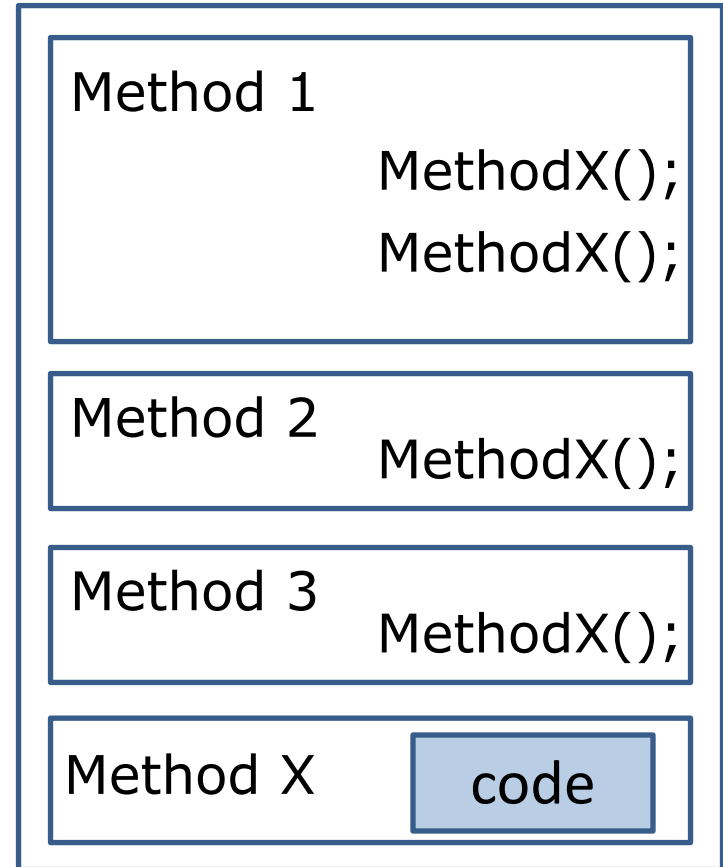 Method 1
MethodX();
MethodX();
Method 2
MethodX();
Method 3
MethodX();
Method X
code